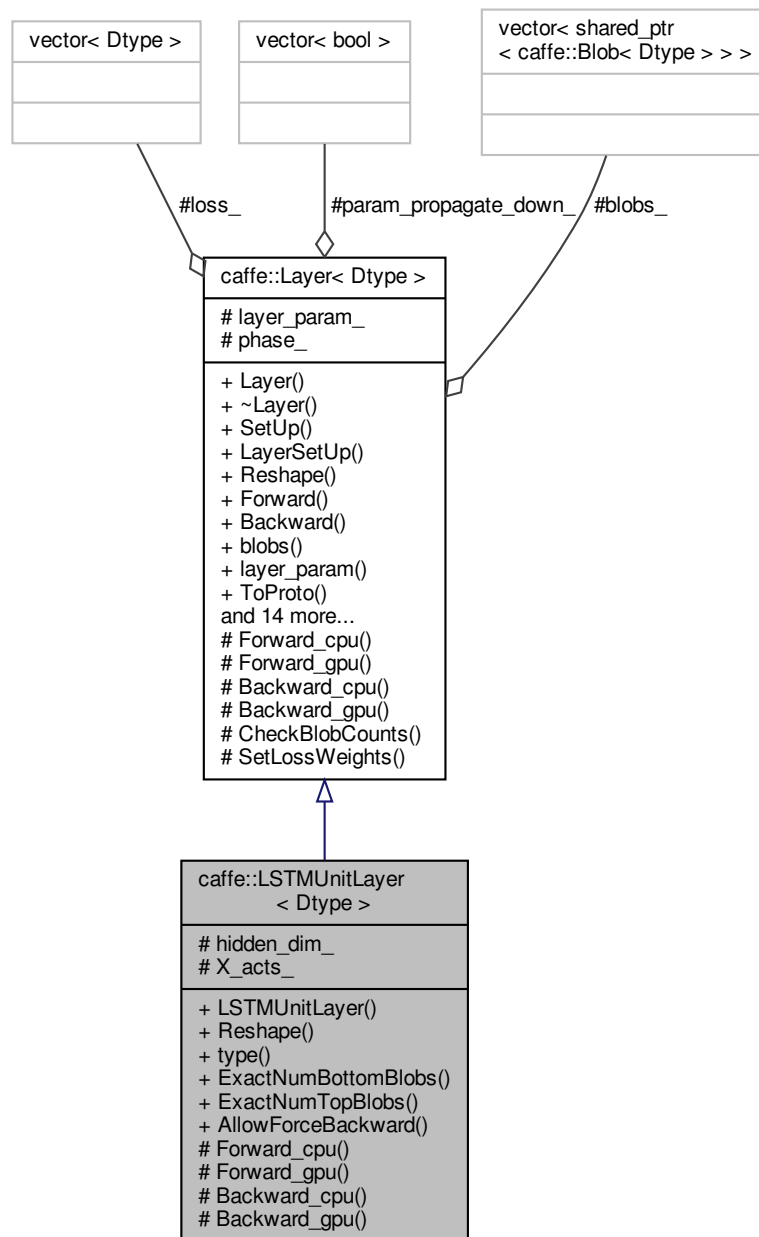 vector< Dtype >
vector< bool >
vector< shared_ptr
< caffe::Blob< Dtype > > >
#loss_
#param_propagate_down_
#blobs_
caffe::Layer< Dtype >
# layer_param_
# phase_
+ Layer()
+ ~Layer()
+ SetUp()
+ LayerSetUp()
+ Reshape()
+ Forward()
+ Backward()
+ blobs()
+ layer_param()
+ ToProto()
and 14 more...
# Forward_cpu()
# Forward_gpu()
# Backward_cpu()
# Backward_gpu()
# CheckBlobCounts()
# SetLossWeights()
caffe::LSTMUnitLayer
< Dtype >
# hidden_dim_
# X_acts_
+ LSTMUnitLayer()
+ Reshape()
+ type()
+ ExactNumBottomBlobs()
+ ExactNumTopBlobs()
+ AllowForceBackward()
# Forward_cpu()
# Forward_gpu()
# Backward_cpu()
# Backward_gpu()